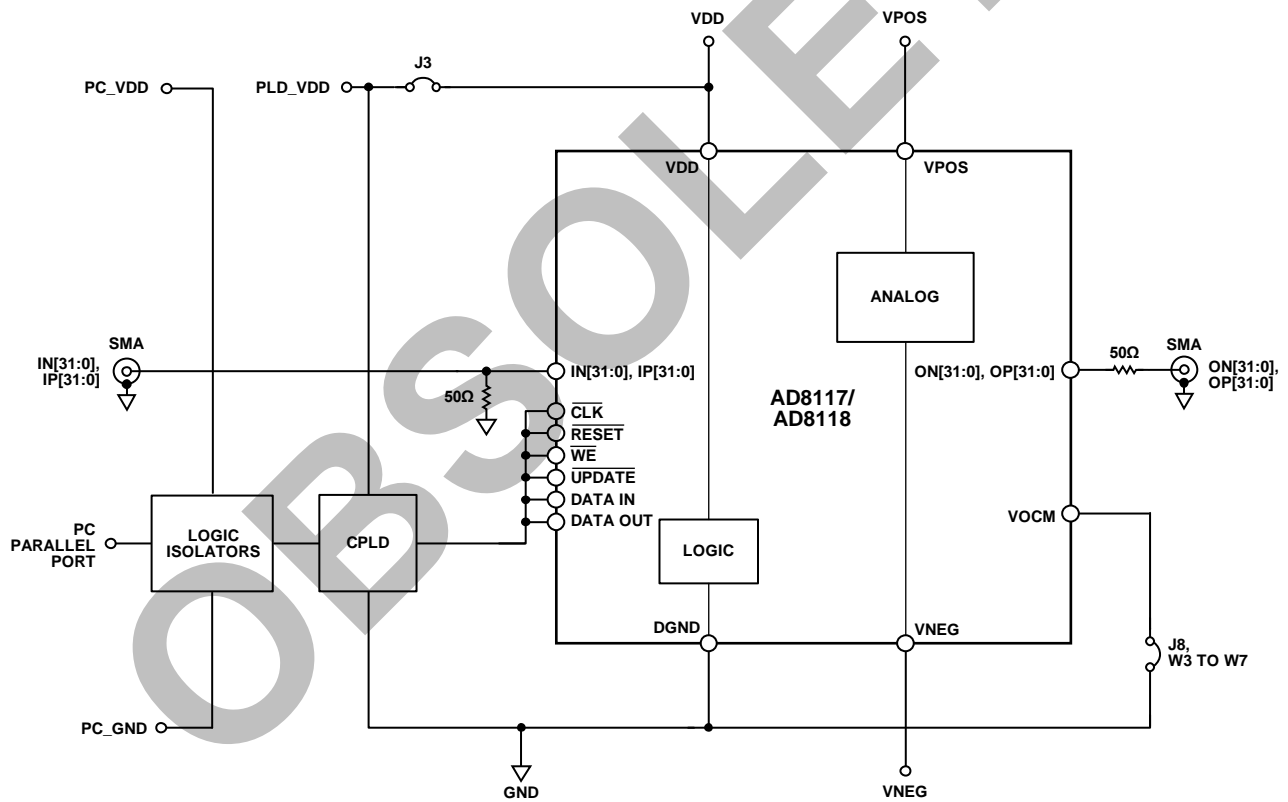 VDD
VPOS
J3
PC_VDD
PLD_VDD
VDD
VPOS
ANALOG
SMA
IN[31:0],
IP[31:0]
50Ω
IN[31:0], IP[31:0]
ON[31:0], OP[31:0]
50Ω
SMA
ON[31:0],
OP[31:0]
AD8117/
AD8118
CLK
RESET
WE
UPDATE
DATA IN
DATA OUT
VOCM
PC
PARALLEL
PORT
LOGIC
ISOLATORS
CPLD
LOGIC
DGND
VNEG
J8,
W3 TO W7
PC_GND
GND
VNEG
OBSOLE